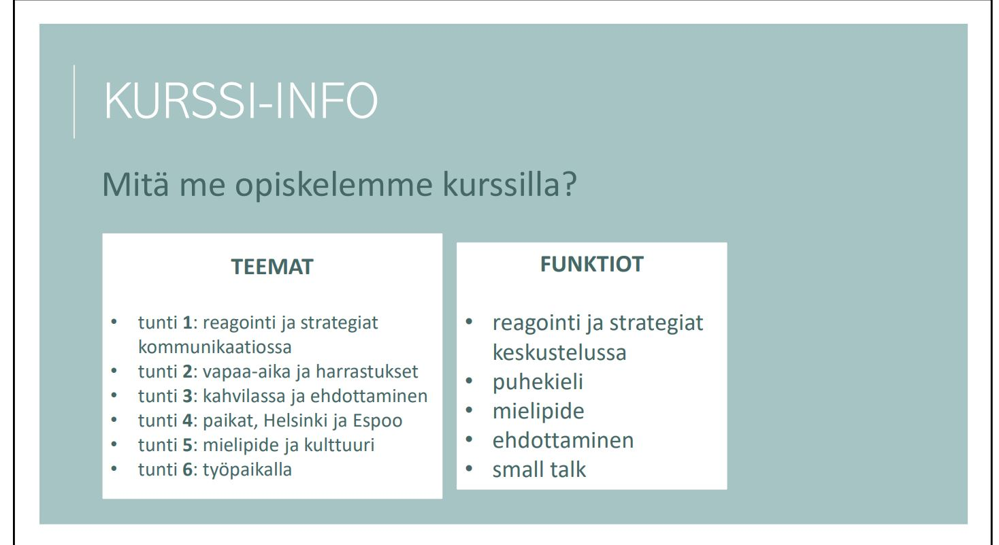 KURSSI-INFO
Mitä me opiskelemme kurssilla?
TEEMAT
• tunti 1: reagointi ja strategiat
kommunikaatiossa
• tunti 2: vapaa-aika ja harrastukset
• tunti 3: kahvilassa ja ehdottaminen
• tunti 4: paikat, Helsinki ja Espoo
• tunti 5: mielipide ja kulttuuri
• tunti 6: työpaikalla
FUNKTIOT
• reagointi ja strategiat
keskustelussa
• puhekieli
• mielipide
• ehdottaminen
• small talk